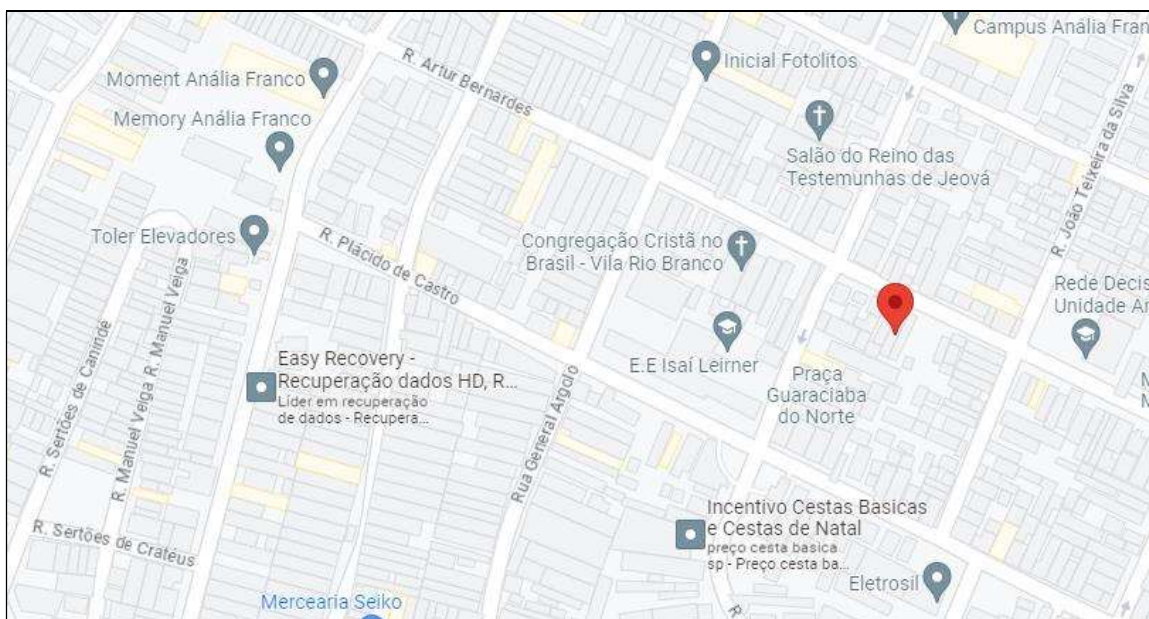 Campus Anália Fran
R. Artur Bernardes
Inicial Fotolitos
Moment Anália Franco
Memory Anália Franco
Salão do Reino das
Testemunhas de Jeová
R. João Teixeira da Silva
Toler Elevadores
R. Plácido de Castro
Congregação Cristã no
Brasil - Vila Rio Branco
Rede Decis
Unidade An
R. Manuel Veiga
R. Manuel Veiga
R. Sertões de Canindé
Easy Recovery -
Recuperação dados HD, R...
Líder em recuperação
de dados - Recupera...
E.E Isaí Leirner
Praça
Guaraciaba
do Norte
M
M
Rua General Argolo
Incentivo Cestas Basicas
e Cestas de Natal
preço cesta basica
sp - Preço cesta ba...
R. Sertões de Cratéus
Eletrosil
Mercearia Seiko
R.